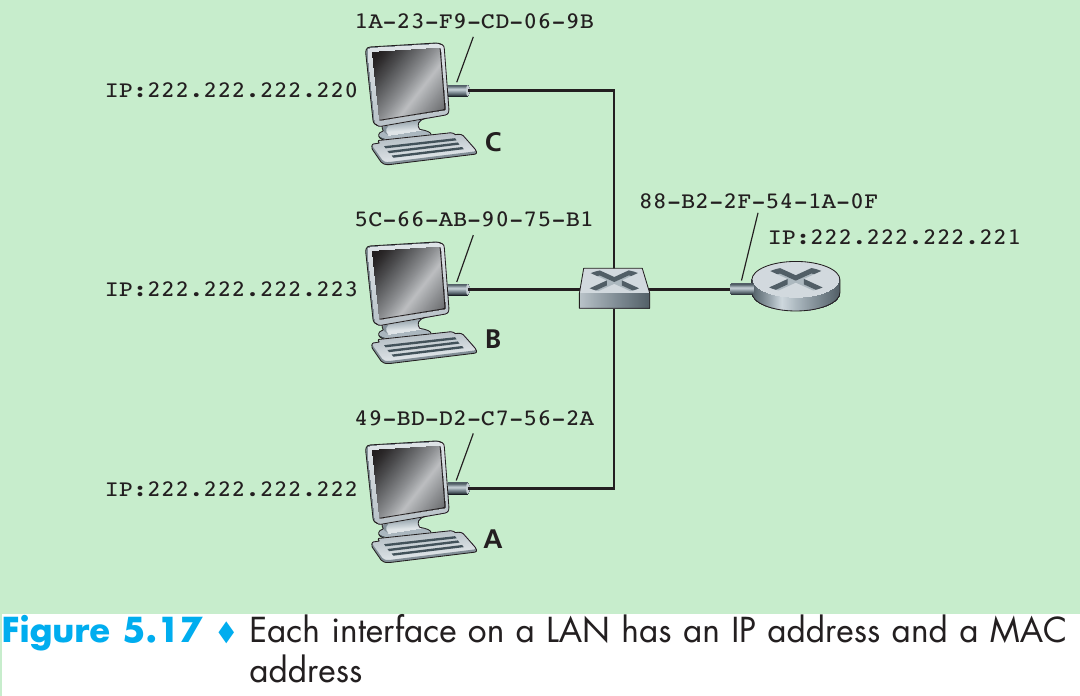 1A-23-F9-CD-06-9B
IP:222.222.222.220
C
88-B2-2F-54-1A-0F
IP:222.222.222.221
5C-66-AB-90-75-B1
IP:222.222.222.223
B
49-BD-D2-C7-56-2A
IP:222.222.222.222
A
Figure 5.17 ♦ Each interface on a LAN has an IP address and a MAC
address